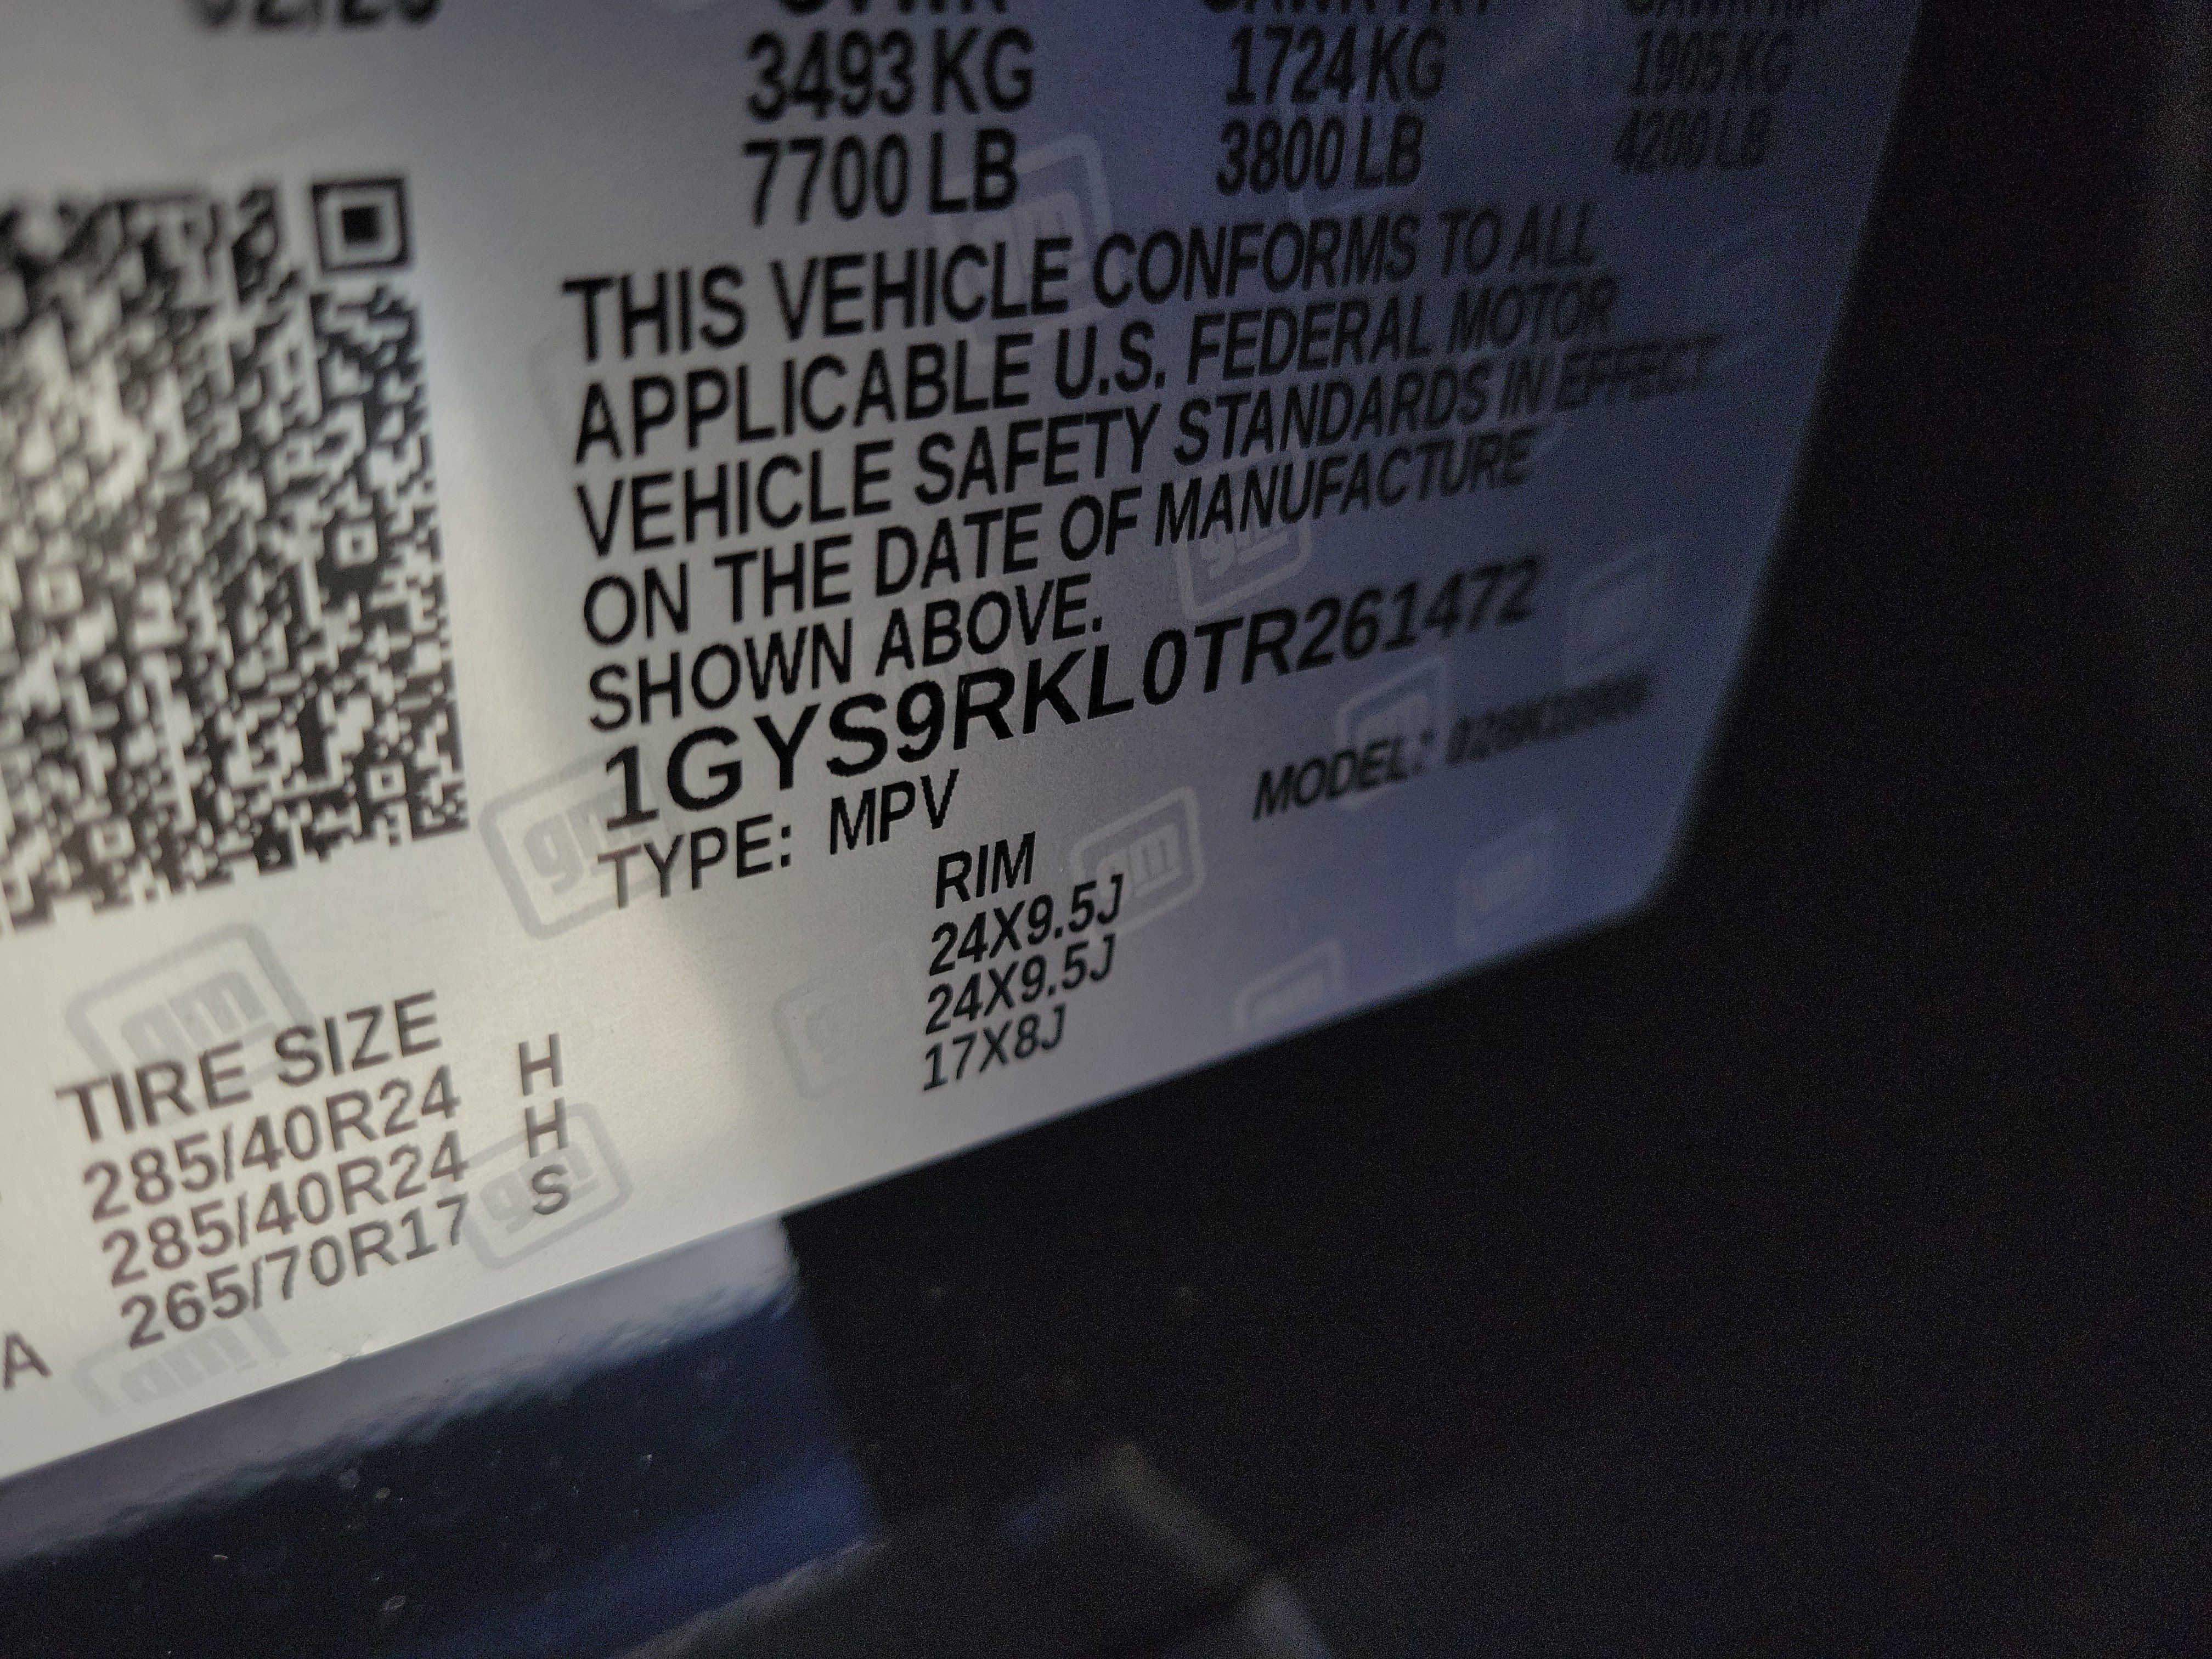 3493 KG 1724 KG 1905 KG
7700 LB 3800 LB 4200 LB
THIS VEHICLE CONFORMS TO ALL
APPLICABLE U.S. FEDERAL MOTOR
VEHICLE SAFETY STANDARDS IN EFFECT
ON THE DATE OF MANUFACTURE
SHOWN ABOVE.
1GYS9RKL0TR261472
TYPE: MPV MODEL:
TIRE SIZE RIM
285/40R24 H 24X9.5J
285/40R24 H 24X9.5J
265/70R17 S 17X8J
A
gm